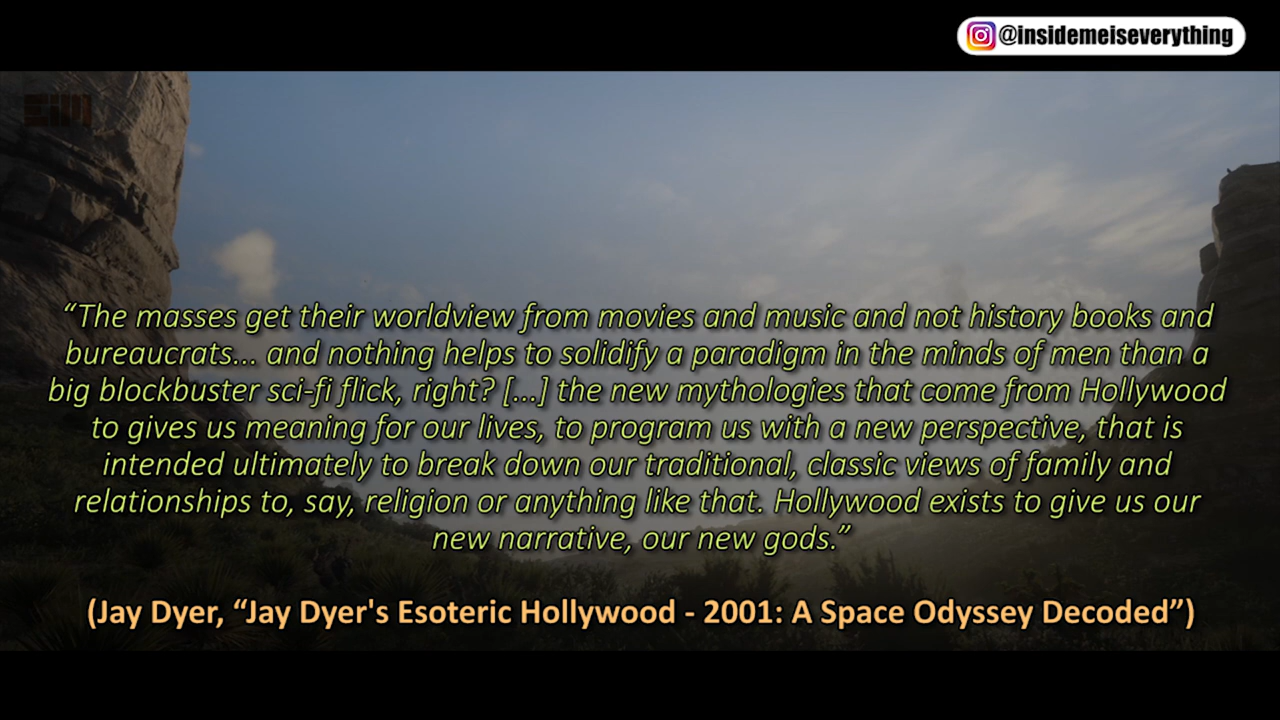 @insidemeiseverything
EiM
“The masses get their worldview from movies and music and not history books and
bureaucrats... and nothing helps to solidify a paradigm in the minds of men than a
big blockbuster sci-fi flick, right? [...] the new mythologies that come from Hollywood
to gives us meaning for our lives, to program us with a new perspective, that is
intended ultimately to break down our traditional, classic views of family and
relationships to, say, religion or anything like that. Hollywood exists to give us our
new narrative, our new gods.”
(Jay Dyer, “Jay Dyer's Esoteric Hollywood - 2001: A Space Odyssey Decoded”)